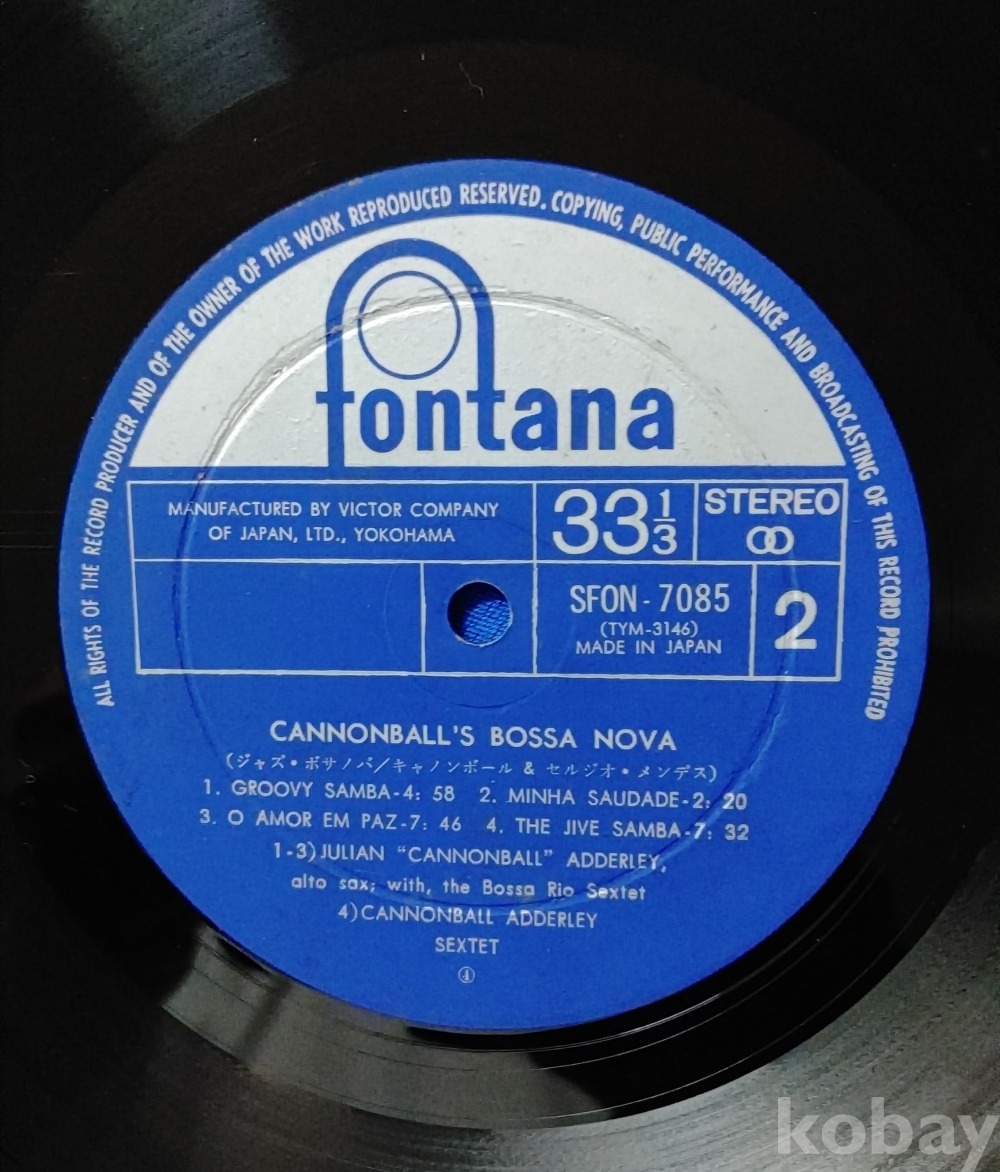 ALL RIGHTS OF THE RECORD PRODUCER AND OF THE OWNER OF THE WORK REPRODUCED RESERVED. COPYING, PUBLIC PERFORMANCE AND BROADCASTING OF THIS RECORD PROHIBITED
fontana
MANUFACTURED BY VICTOR COMPANY
OF JAPAN, LTD., YOKOHAMA
33 1/3
STEREO
SFON-7085
(TYM-3146)
MADE IN JAPAN
2
CANNONBALL'S BOSSA NOVA
(ジャズ・ボサノバ/キャノンボール & セルジオ・メンデス)
1. GROOVY SAMBA-4: 58 2. MINHA SAUDADE-2: 20
3. O AMOR EM PAZ-7: 46 4. THE JIVE SAMBA-7: 32
1-3) JULIAN "CANNONBALL" ADDERLEY,
alto sax; with, the Bossa Rio Sextet
4) CANNONBALL ADDERLEY
SEXTET
④
kobay